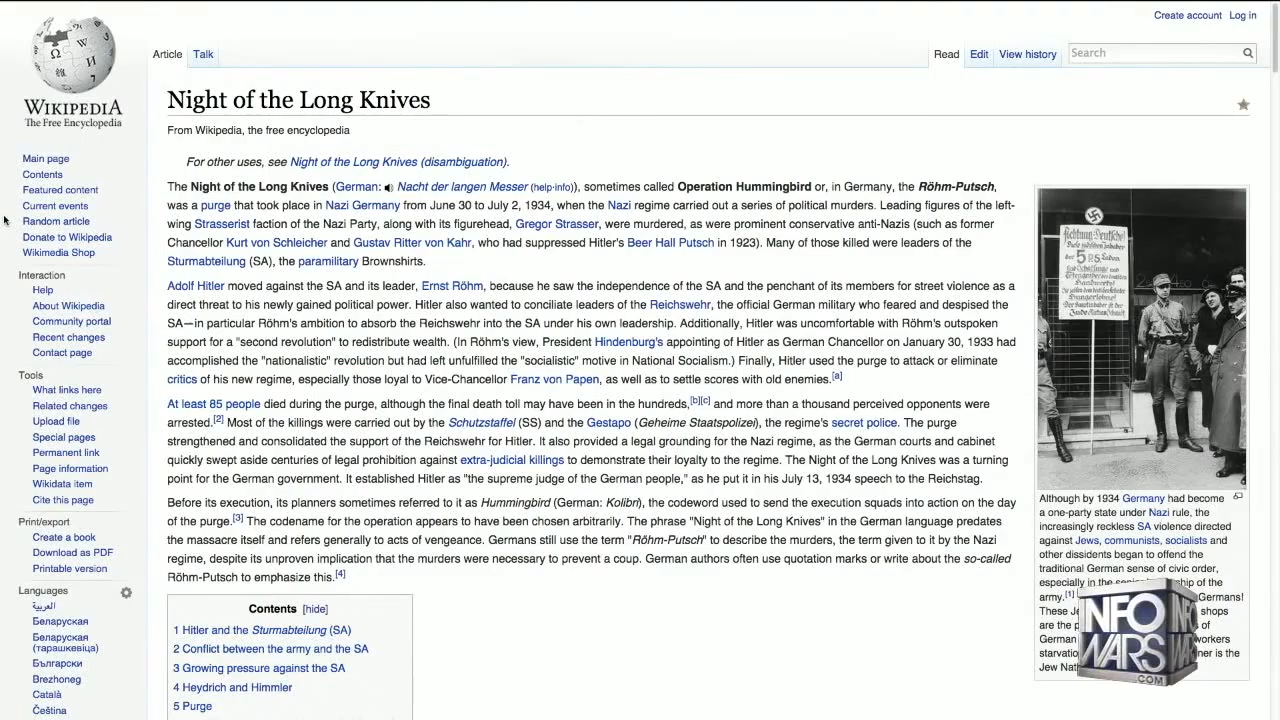 Create account Log in
Article Talk Read Edit View history Search
WIKIPEDIA
The Free Encyclopedia
Main page
Contents
Featured content
Current events
Random article
Donate to Wikipedia
Wikimedia Shop
Interaction
Help
About Wikipedia
Community portal
Recent changes
Contact page
Tools
What links here
Related changes
Upload file
Special pages
Permanent link
Page information
Wikidata item
Cite this page
Print/export
Create a book
Download as PDF
Printable version
Languages
العربية
Беларуская
Беларуская
(тарашкевіца)
Български
Brezhoneg
Català
Čeština
Night of the Long Knives
From Wikipedia, the free encyclopedia
For other uses, see Night of the Long Knives (disambiguation).
The Night of the Long Knives (German: Nacht der langen Messer (help·info)), sometimes called Operation Hummingbird or, in Germany, the Röhm-Putsch,
was a purge that took place in Nazi Germany from June 30 to July 2, 1934, when the Nazi regime carried out a series of political murders. Leading figures of the left-
wing Strasserist faction of the Nazi Party, along with its figurehead, Gregor Strasser, were murdered, as were prominent conservative anti-Nazis (such as former
Chancellor Kurt von Schleicher and Gustav Ritter von Kahr, who had suppressed Hitler's Beer Hall Putsch in 1923). Many of those killed were leaders of the
Sturmabteilung (SA), the paramilitary Brownshirts.
Adolf Hitler moved against the SA and its leader, Ernst Röhm, because he saw the independence of the SA and the penchant of its members for street violence as a
direct threat to his newly gained political power. Hitler also wanted to conciliate leaders of the Reichswehr, the official German military who feared and despised the
SA—in particular Röhm's ambition to absorb the Reichswehr into the SA under his own leadership. Additionally, Hitler was uncomfortable with Röhm's outspoken
support for a "second revolution" to redistribute wealth. (In Röhm's view, President Hindenburg's appointing of Hitler as German Chancellor on January 30, 1933 had
accomplished the "nationalistic" revolution but had left unfulfilled the "socialistic" motive in National Socialism.) Finally, Hitler used the purge to attack or eliminate
critics of his new regime, especially those loyal to Vice-Chancellor Franz von Papen, as well as to settle scores with old enemies.[a]
At least 85 people died during the purge, although the final death toll may have been in the hundreds,[b][c] and more than a thousand perceived opponents were
arrested.[2] Most of the killings were carried out by the Schutzstaffel (SS) and the Gestapo (Geheime Staatspolizei), the regime's secret police. The purge
strengthened and consolidated the support of the Reichswehr for Hitler. It also provided a legal grounding for the Nazi regime, as the German courts and cabinet
quickly swept aside centuries of legal prohibition against extra-judicial killings to demonstrate their loyalty to the regime. The Night of the Long Knives was a turning
point for the German government. It established Hitler as "the supreme judge of the German people," as he put it in his July 13, 1934 speech to the Reichstag.
Before its execution, its planners sometimes referred to it as Hummingbird (German: Kolibri), the codeword used to send the execution squads into action on the day
of the purge.[3] The codename for the operation appears to have been chosen arbitrarily. The phrase "Night of the Long Knives" in the German language predates
the massacre itself and refers generally to acts of vengeance. Germans still use the term "Röhm-Putsch" to describe the murders, the term given to it by the Nazi
regime, despite its unproven implication that the murders were necessary to prevent a coup. German authors often use quotation marks or write about the so-called
Röhm-Putsch to emphasize this.[4]
Contents [hide]
1 Hitler and the Sturmabteilung (SA)
2 Conflict between the army and the SA
3 Growing pressure against the SA
4 Heydrich and Himmler
5 Purge
Although by 1934 Germany had become
a one-party state under Nazi rule, the
increasingly reckless SA violence directed
against Jews, communists, socialists and
other dissidents began to offend the
traditional German sense of civic order,
especially in the of the
army.[1] Germans!
These shops
are the of
German workers
starvation is the
Jew
INFO
WARS
.COM